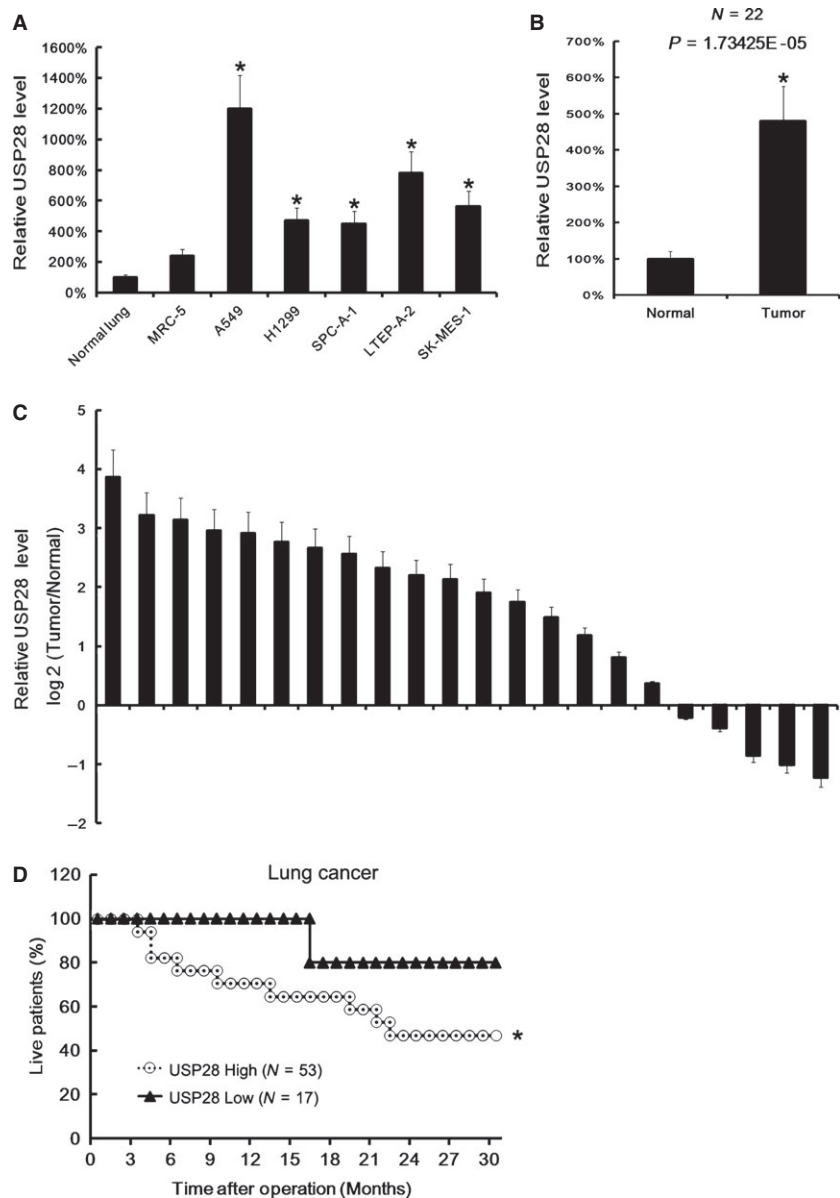 A
1600%
1400%
1200%
1000%
800%
600%
400%
200%
0%
Relative USP28 level
*
*
*
*
*
Normal lung
MRC-5
A549
H1299
SPC-A-1
LTEP-A-2
SK-MES-1
B
N = 22
P = 1.73425E-05
700%
600%
500%
400%
300%
200%
100%
0%
Relative USP28 level
*
Normal
Tumor
C
5
4
3
2
1
0
–1
–2
Relative USP28 level
log 2 (Tumor/Normal)
D
Lung cancer
120
100
80
60
40
20
0
Live patients (%)
*
USP28 High (N = 53)
USP28 Low (N = 17)
0 3 6 9 12 15 18 21 24 27 30
Time after operation (Months)